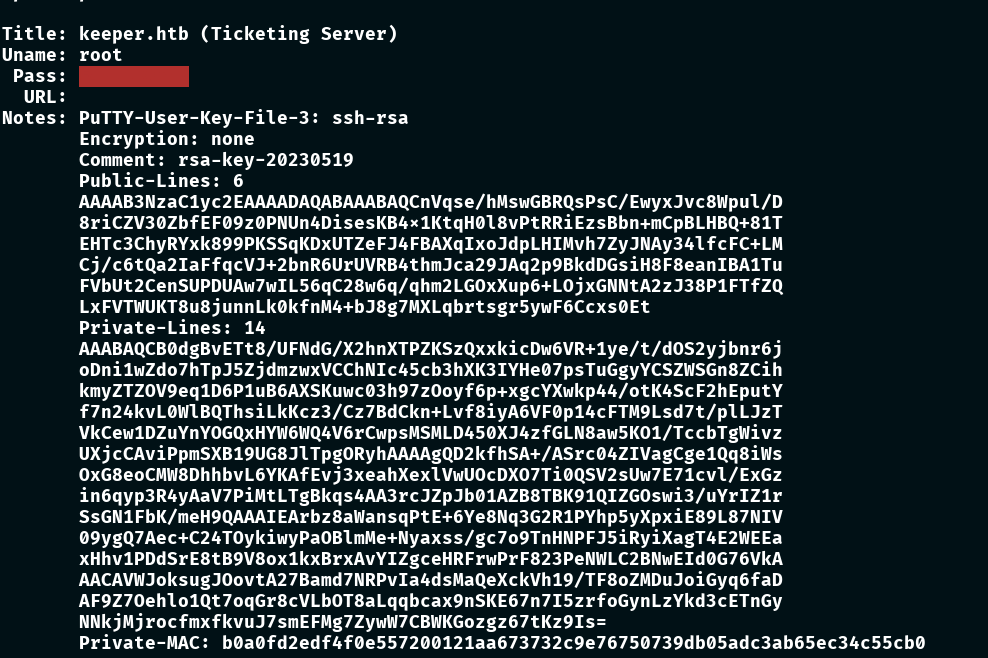 Title: keeper.htb (Ticketing Server)
Uname: root
Pass:
URL:
Notes: PuTTY-User-Key-File-3: ssh-rsa
Encryption: none
Comment: rsa-key-20230519
Public-Lines: 6
AAAAB3NzaC1yc2EAAAADAQABAAABAQCnVqse/hMswGBRQsPsC/EwyxJvc8Wpul/D
8riCZV30ZbfEF09z0PNUn4DisesKB4×1KtqH0l8vPtRRiEzsBbn+mCpBLHBQ+81T
EHTc3ChyRYxk899PKSSqKDxUTZeFJ4FBAXqIxoJdpLHIMvh7ZyJNAy34lfcFC+LM
Cj/c6tQa2IaFfqcVJ+2bnR6UrUVRB4thmJca29JAq2p9BkdDGsiH8F8eanIBA1Tu
FVbUt2CenSUPDUAw7wIL56qC28w6q/qhm2LGOxXup6+LOjxGNNtA2zJ38P1FTfZQ
LxFVTWUKT8u8junnLk0kfnM4+bJ8g7MXLqbrtsgr5ywF6Ccxs0Et
Private-Lines: 14
AAABAQCB0dgBvETt8/UFNdG/X2hnXTPZKSzQxxkicDw6VR+1ye/t/dOS2yjbnr6j
oDni1wZdo7hTpJ5ZjdmzwxVCChNIc45cb3hXK3IYHe07psTuGgyYCSZWSGn8ZCih
kmyZTZOV9eq1D6P1uB6AXSKuwc03h97zOoyf6p+xgcYXwkp44/otK4ScF2hEputY
f7n24kvL0WlBQThsiLkKcz3/Cz7BdCkn+Lvf8iyA6VF0p14cFTM9Lsd7t/plLJzT
VkCew1DZuYnYOGQxHYW6WQ4V6rCwpsMSMLD450XJ4zfGLN8aw5KO1/TccbTgWivz
UXjcCAviPpmSXB19UG8JlTpgORyhAAAAgQD2kfhSA+/ASrc04ZIVagCge1Qq8iWs
OxG8eoCMW8DhhbvL6YKAfEvj3xeahXexlVwUOcDXO7Ti0QSV2sUw7E71cvl/ExGz
in6qyp3R4yAaV7PiMtLTgBkqs4AA3rcJZpJb01AZB8TBK91QIZGOswi3/uYrIZ1r
SsGN1FbK/meH9QAAAIEArbz8aWansqPtE+6Ye8Nq3G2R1PYhp5yXpxiE89L87NIV
09ygQ7Aec+C24TOykiwyPaOBlmMe+Nyaxss/gc7o9TnHNPFJ5iRyiXagT4E2WEEa
xHhv1PDdSrE8tB9V8ox1kxBrxAvYIZgceHRFrwPrF823PeNWLC2BNwEId0G76VkA
AACAVWJoksugJOovtA27Bamd7NRPvIa4dsMaQeXckVh19/TF8oZMDuJoiGyq6faD
AF9Z7Oehlo1Qt7oqGr8cVLbOT8aLqqbcax9nSKE67n7I5zrfoGynLzYkd3cETnGy
NNkjMjrocfmxfkvuJ7smEFMg7ZywW7CBWKGozgz67tKz9Is=
Private-MAC: b0a0fd2edf4f0e557200121aa673732c9e76750739db05adc3ab65ec34c55cb0